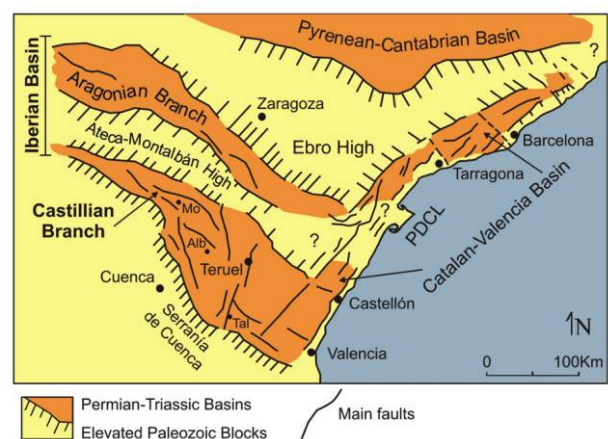 Pyrenean-Cantabrian Basin
Iberian Basin
Aragonian Branch
Zaragoza
?
Ateca-Montalbán High
Ebro High
Barcelona
Tarragona
Castillian
Branch
Mo
?
?
PDCL
Catalan-Valencia Basin
Alb
Teruel
Cuenca
Serranía
de Cuenca
Tal
Castellón
Valencia
N
0 100Km
Permian-Triassic Basins
Elevated Paleozoic Blocks
Main faults